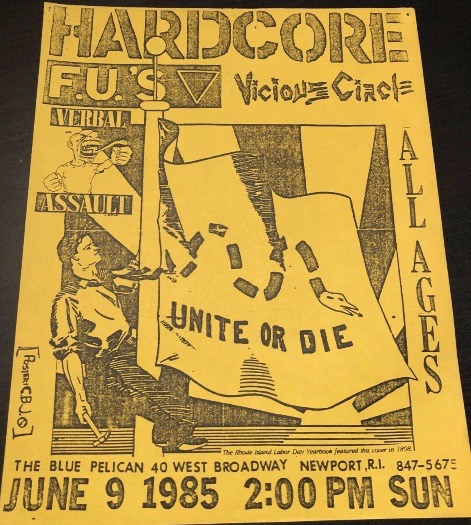 HARDCORE
F.U.'S
Vicious Circle
VERBAL
ASSAULT
ALL AGES
UNITE OR DIE
The Rhode Island Labor Day Yearbook featured this cover in 1898.
THE BLUE PELICAN 40 WEST BROADWAY NEWPORT, R.I. 847-5675
JUNE 9 1985 2:00 PM SUN